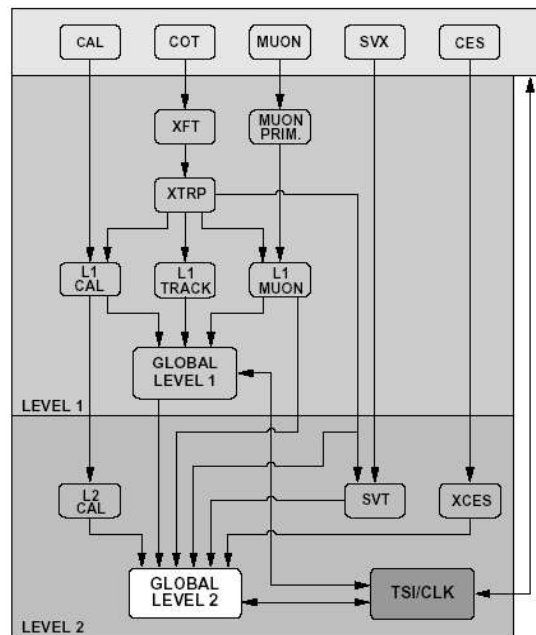 CAL
COT
MUON
SVX
CES
XFT
MUON
PRIM.
XTRP
L1
CAL
L1
TRACK
L1
MUON
GLOBAL
LEVEL 1
LEVEL 1
L2
CAL
SVT
XCES
GLOBAL
LEVEL 2
TSI/CLK
LEVEL 2